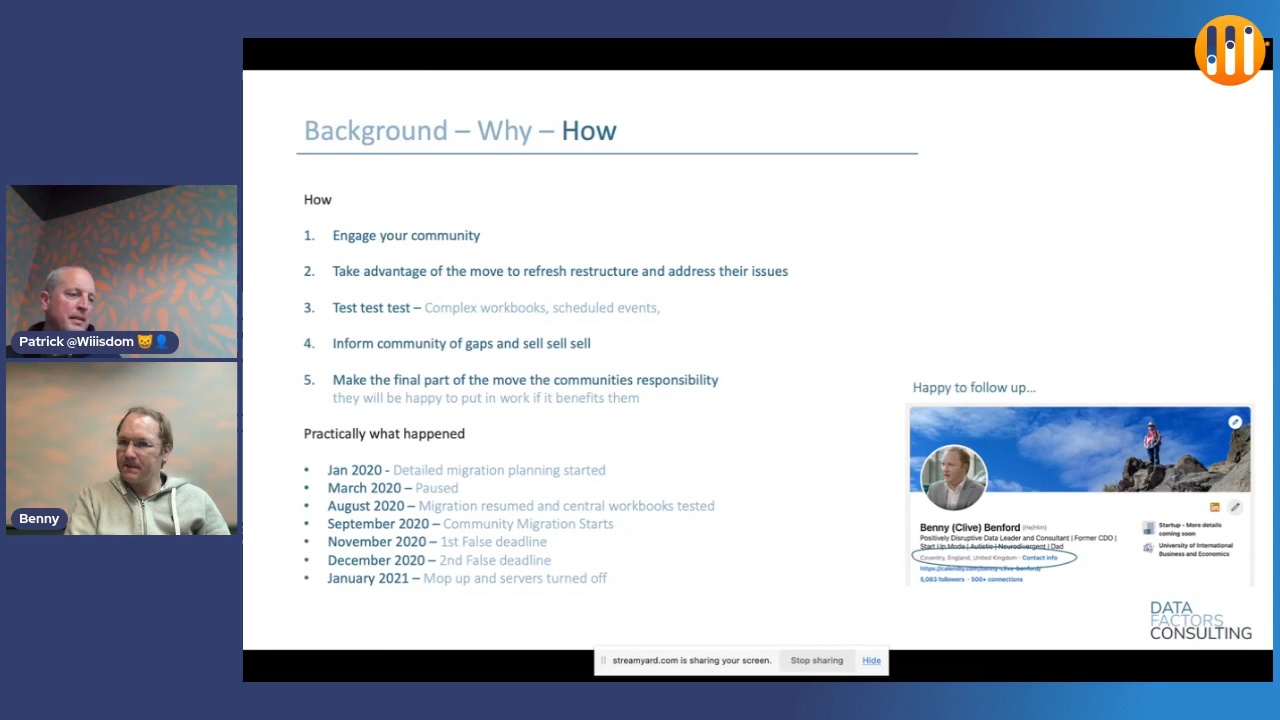 Background – Why – How
How
1. Engage your community
2. Take advantage of the move to refresh restructure and address their issues
3. Test test test – Complex workbooks, scheduled events,
4. Inform community of gaps and sell sell sell
5. Make the final part of the move the communities responsibility
they will be happy to put in work if it benefits them
Practically what happened
• Jan 2020 - Detailed migration planning started
• March 2020 – Paused
• August 2020 – Migration resumed and central workbooks tested
• September 2020 – Community Migration Starts
• November 2020 – 1st False deadline
• December 2020 – 2nd False deadline
• January 2021 – Mop up and servers turned off
Happy to follow up...
Benny (Clive) Benford (He/Him)
Positively Disruptive Data Leader and Consultant | Former CDO |
Start Up Mode | Autistic | Neurodivergent | Dad
Coventry, England, United Kingdom · Contact info
https://calendly.com/benny-clive-benford/
5,083 followers · 500+ connections
Startup - More details
coming soon
University of International
Business and Economics
DATA
FACTORS
CONSULTING
Patrick @Wiiisdom
Benny
streamyard.com is sharing your screen.
Stop sharing
Hide